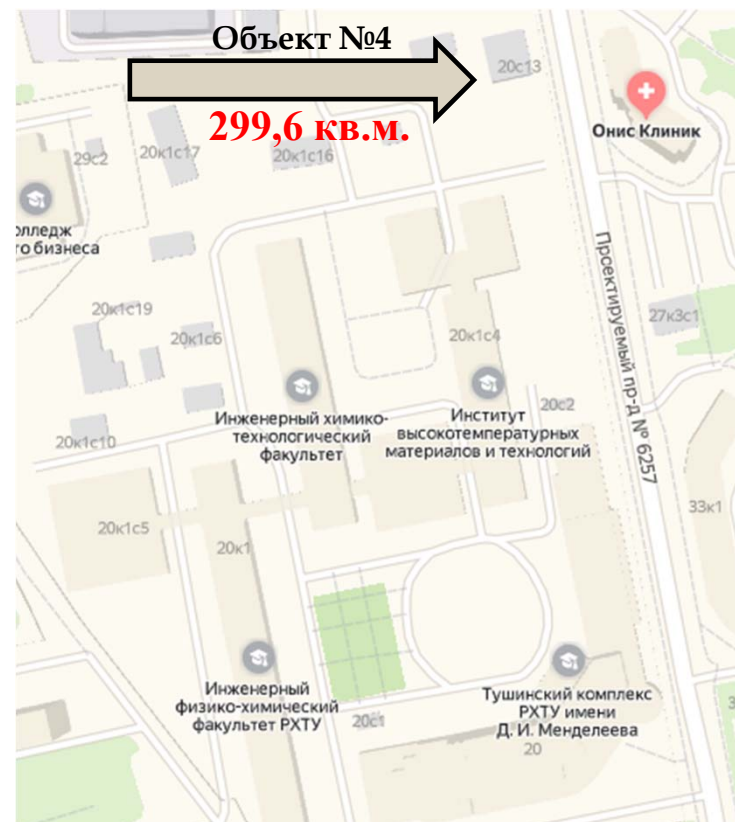 Объект №4
299,6 кв.м.
20с13
Онис Клиник
29с2
20к1с17
20к1с16
то бизнеса
Проектируемый пр-д № 6257
20к1с19
27к3с1
20к1с6
20к1с4
Инженерный химико-
технологический
факультет
Институт
высокотемпературных
материалов и технологий
20с2
20к1с10
33к1
20к1с5
20к1
Инженерный
физико-химический
факультет РХТУ
20с1
Тушинский комплекс
РХТУ имени
Д. И. Менделеева
20